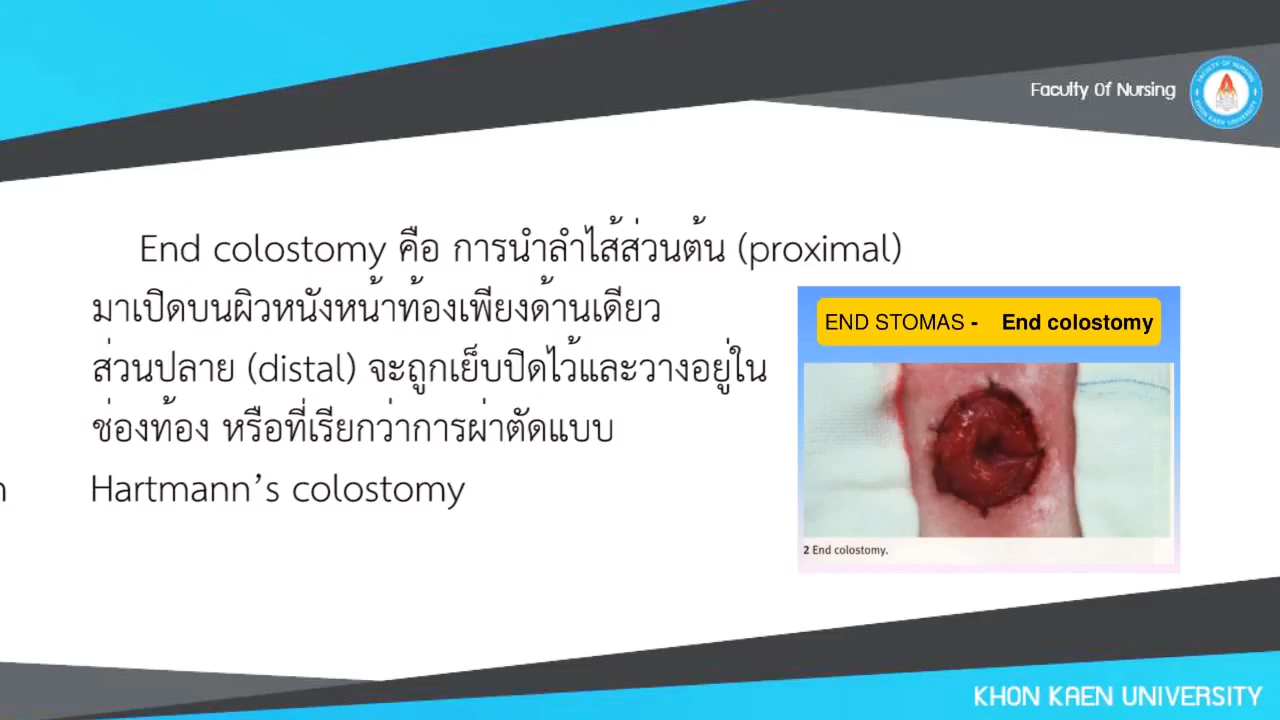 Faculty Of Nursing
FACULTY OF NURSING
KHON KAEN UNIVERSITY
End colostomy คือ การนำลำไส้ส่วนต้น (proximal)
มาเปิดบนผิวหนังหน้าท้องเพียงด้านเดียว
ส่วนปลาย (distal) จะถูกเย็บปิดไว้และวางอยู่ใน
ช่องท้อง หรือที่เรียกว่าการผ่าตัดแบบ
Hartmann’s colostomy
END STOMAS - End colostomy
2 End colostomy.
KHON KAEN UNIVERSITY